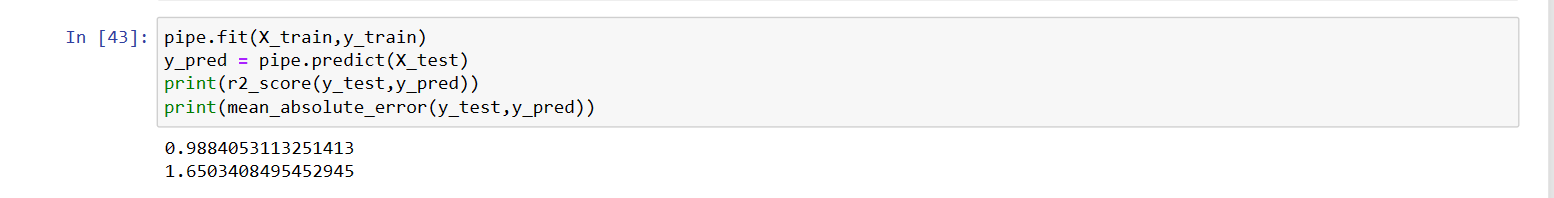 In [43]: pipe.fit(X_train,y_train)
y_pred = pipe.predict(X_test)
print(r2_score(y_test,y_pred))
print(mean_absolute_error(y_test,y_pred))
0.9884053113251413
1.6503408495452945